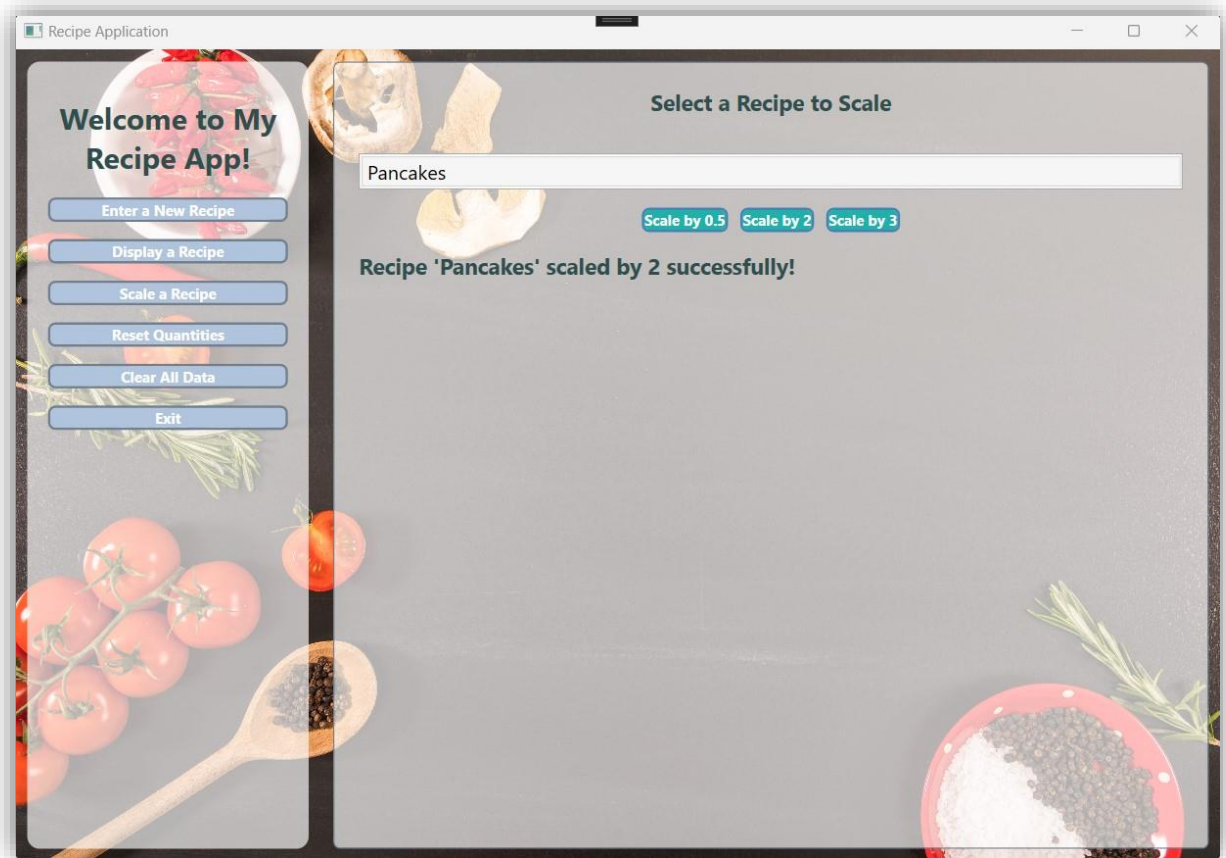 Recipe Application
Welcome to My
Recipe App!
Enter a New Recipe
Display a Recipe
Scale a Recipe
Reset Quantities
Clear All Data
Exit
Select a Recipe to Scale
Pancakes
Scale by 0.5 Scale by 2 Scale by 3
Recipe 'Pancakes' scaled by 2 successfully!